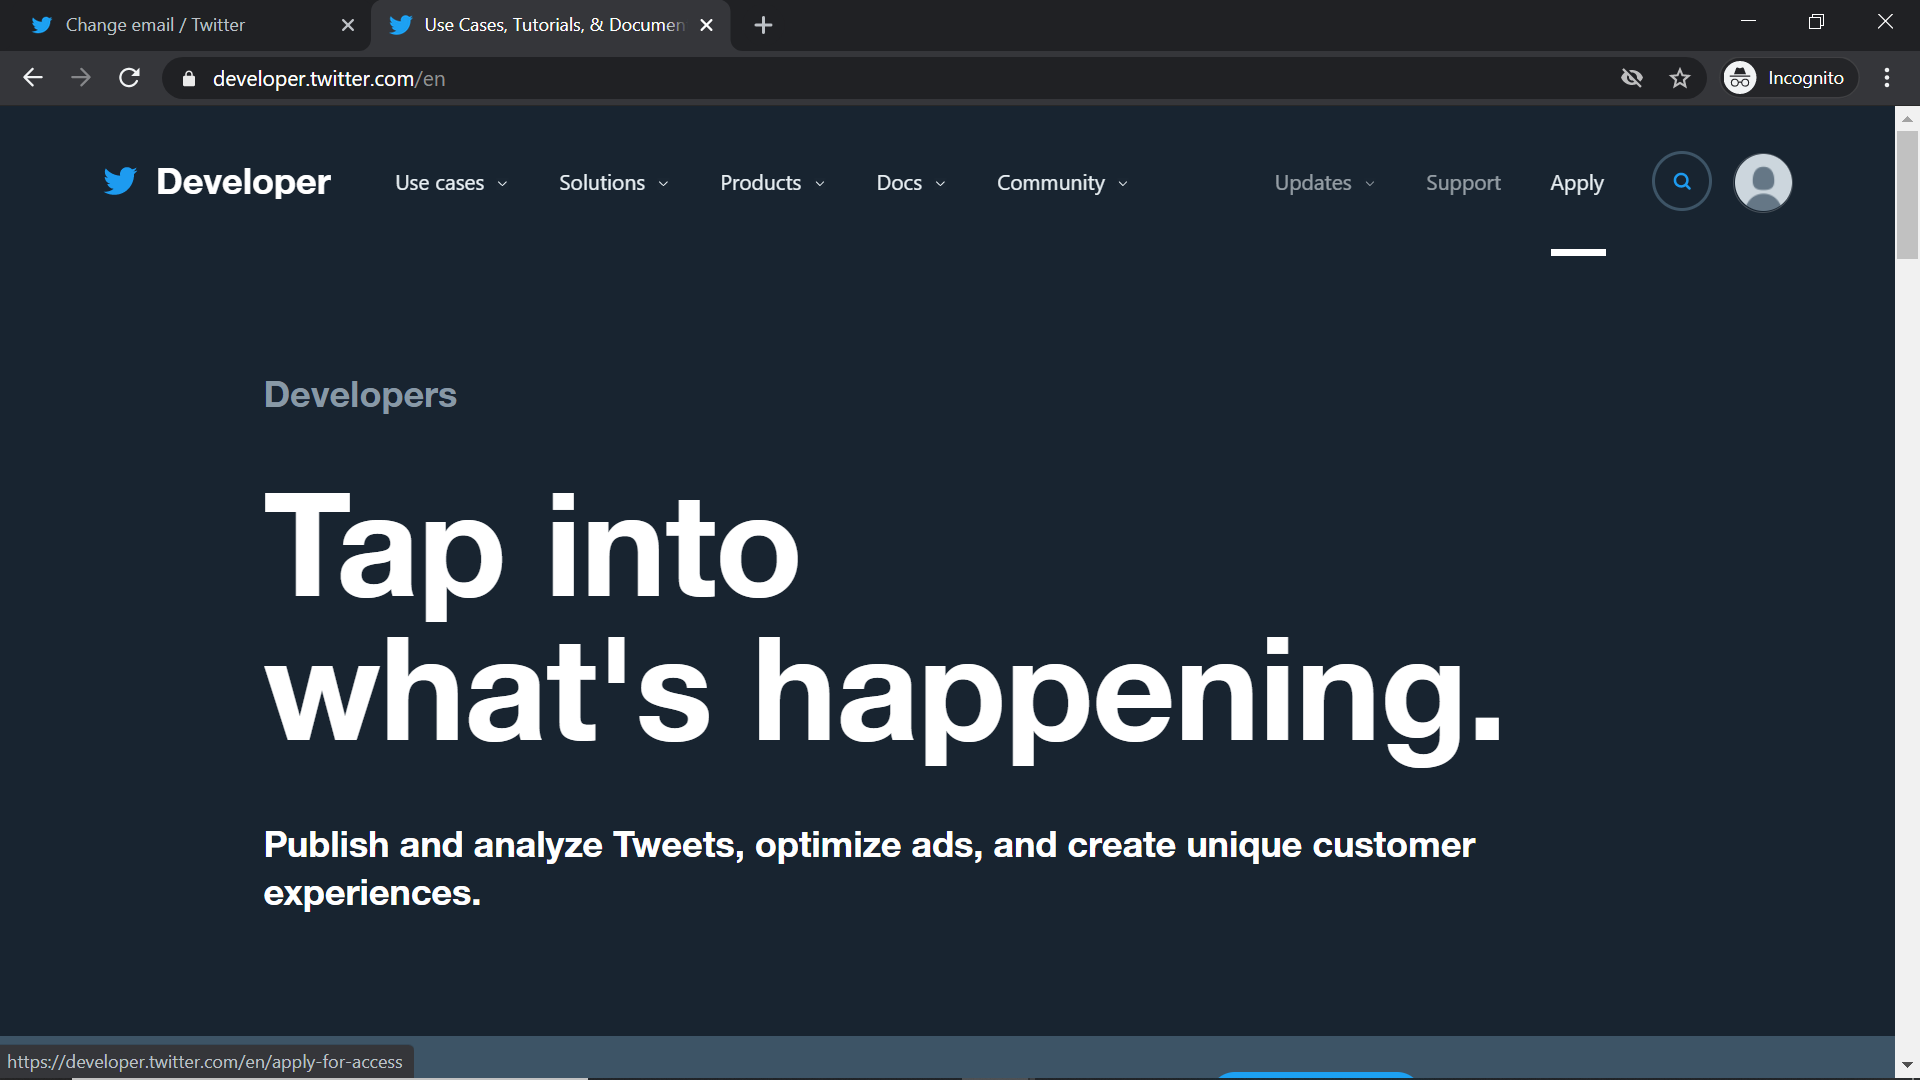 Change email / Twitter
Use Cases, Tutorials, & Documen
developer.twitter.com/en
Incognito
Developer
Use cases
Solutions
Products
Docs
Community
Updates
Support
Apply
Developers
Tap into
what's happening.
Publish and analyze Tweets, optimize ads, and create unique customer
experiences.
https://developer.twitter.com/en/apply-for-access